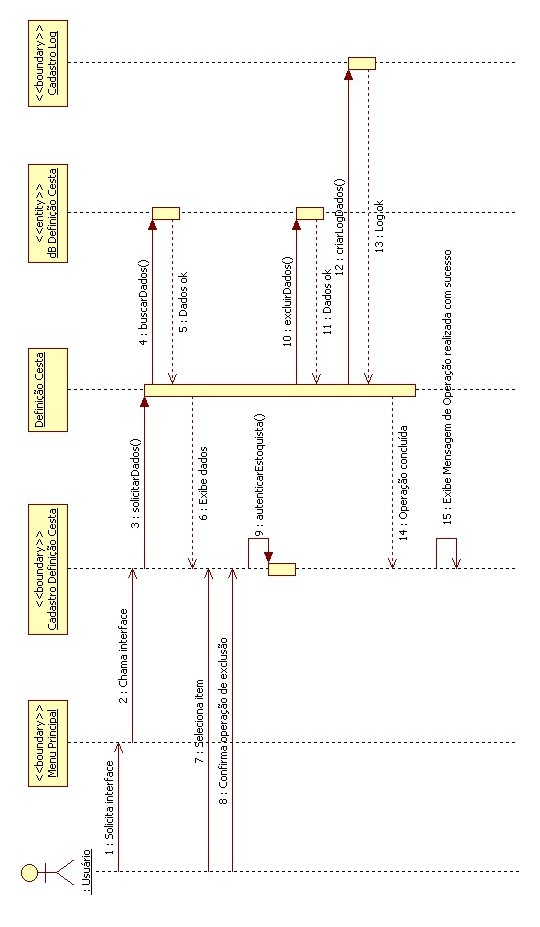 : Usuário
<<boundary>>
Menu Principal
<<boundary>>
Cadastro Definição Cesta
Definição Cesta
<<entity>>
dB Definição Cesta
<<boundary>>
Cadastro Log
1 : Solicita interface
2 : Chama interface
3 : solicitarDados()
4 : buscarDados()
5 : Dados ok
6 : Exibe dados
7 : Seleciona item
8 : Confirma operação de exclusão
9 : autenticarEstoquista()
10 : excluirDados()
11 : Dados ok
12 : criarLogDados()
13 : Log ok
14 : Operação concluída
15 : Exibe Mensagem de Operação realizada com sucesso